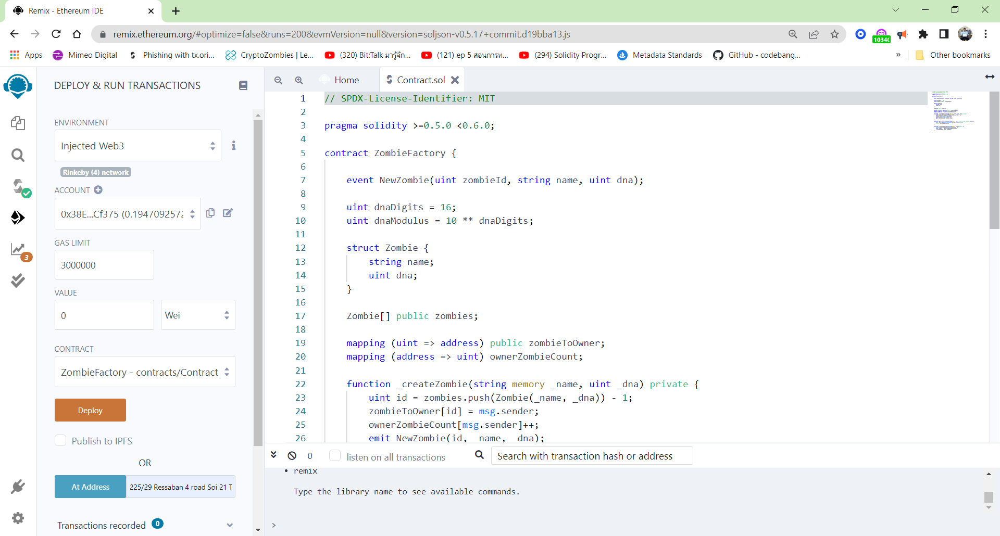 Remix - Ethereum IDE
remix.ethereum.org/#optimize=false&runs=200&evmVersion=null&version=soljson-v0.5.17+commit.d19bba13.js
Apps
Mimeo Digital
Phishing with tx.ori...
CryptoZombies | Le...
(320) Bit:Talk มารู้จัก...
(121) ep 5 สอนการท...
(294) Solidity Progr...
Metadata Standards
GitHub - codebang...
»
Other bookmarks
DEPLOY & RUN TRANSACTIONS
ENVIRONMENT
Injected Web3
Rinkeby (4) network
ACCOUNT
0x38E...Cf375 (0.1947092572
GAS LIMIT
3000000
VALUE
0
Wei
CONTRACT
ZombieFactory - contracts/Contract
Deploy
Publish to IPFS
OR
At Address
225/29 Ressaban 4 road Soi 21 T
Transactions recorded 0
3
Home
Contract.sol
1 // SPDX-License-Identifier: MIT
2
3 pragma solidity >=0.5.0 <0.6.0;
4
5 contract ZombieFactory {
6
7 event NewZombie(uint zombieId, string name, uint dna);
8
9 uint dnaDigits = 16;
10 uint dnaModulus = 10 ** dnaDigits;
11
12 struct Zombie {
13 string name;
14 uint dna;
15 }
16
17 Zombie[] public zombies;
18
19 mapping (uint => address) public zombieToOwner;
20 mapping (address => uint) ownerZombieCount;
21
22 function _createZombie(string memory _name, uint _dna) private {
23 uint id = zombies.push(Zombie(_name, _dna)) - 1;
24 zombieToOwner[id] = msg.sender;
25 ownerZombieCount[msg.sender]++;
26 emit NewZombie(id, _name, _dna);
0
listen on all transactions
Search with transaction hash or address
• remix
Type the library name to see available commands.
>